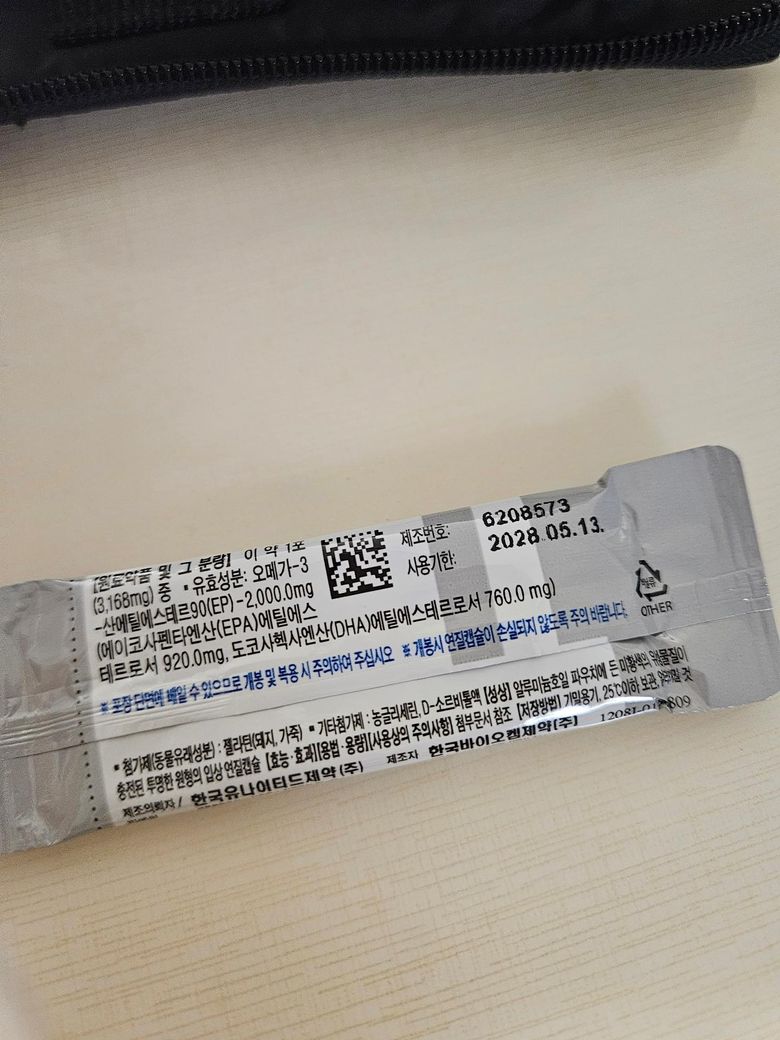 [원료약품 및 그 분량] 이 약 1포
(3,168mg) 중 ▪유효성분: 오메가-3
-산에틸에스테르90(EP)-2,000.0mg
(에이코사펜타엔산(EPA)에틸에스
테르로서 920.0mg, 도코사헥사엔산(DHA)에틸에스테르로서 760.0 mg)
제조번호: 6208573
사용기한: 2028.05.13.
※ 포장 단면에 베일 수 있으므로 개봉 및 복용 시 주의하여 주십시오 ※ 개봉시 연질캡슐이 손실되지 않도록 주의 바랍니다.
OTHER
▪첨가제(동물유래성분) : 젤라틴(돼지, 가죽) ▪기타첨가제 : 농글리세린, D-소르비톨액 [성상] 알루미늄호일 파우치에 든 미황색의 유상물질이
충전된 투명한 원형의 임상 연질캡슐 [효능·효과][용법·용량][사용상의 주의사항] 첨부문서 참조 [저장방법] 기밀용기, 25℃이하 보관,
제조의뢰자 / 한국유나이티드제약(주) 제조자 한국바이오켐제약(주)